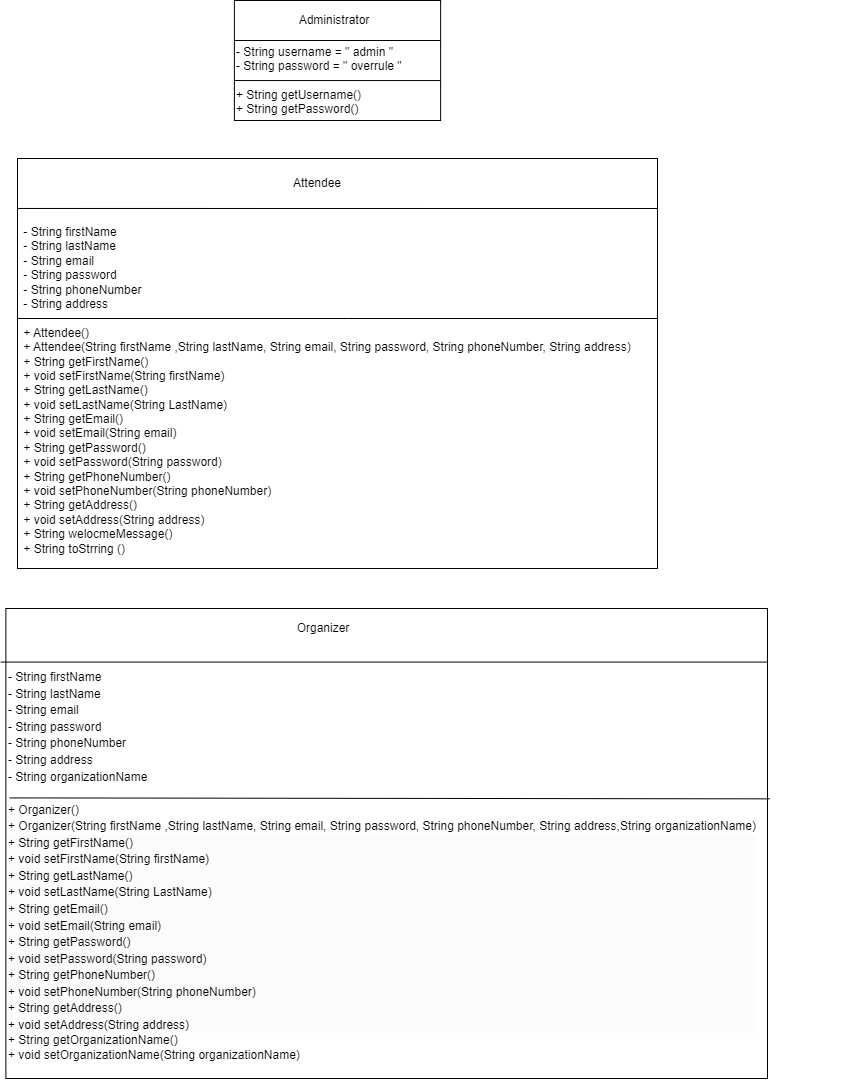 Administrator
- String username = " admin "
- String password = " overrule "
+ String getUsername()
+ String getPassword()
Attendee
- String firstName
- String lastName
- String email
- String password
- String phoneNumber
- String address
+ Attendee()
+ Attendee(String firstName ,String lastName, String email, String password, String phoneNumber, String address)
+ String getFirstName()
+ void setFirstName(String firstName)
+ String getLastName()
+ void setLastName(String LastName)
+ String getEmail()
+ void setEmail(String email)
+ String getPassword()
+ void setPassword(String password)
+ String getPhoneNumber()
+ void setPhoneNumber(String phoneNumber)
+ String getAddress()
+ void setAddress(String address)
+ String welocmeMessage()
+ String toStrring ()
Organizer
- String firstName
- String lastName
- String email
- String password
- String phoneNumber
- String address
- String organizationName
+ Organizer()
+ Organizer(String firstName ,String lastName, String email, String password, String phoneNumber, String address,String organizationName)
+ String getFirstName()
+ void setFirstName(String firstName)
+ String getLastName()
+ void setLastName(String LastName)
+ String getEmail()
+ void setEmail(String email)
+ String getPassword()
+ void setPassword(String password)
+ String getPhoneNumber()
+ void setPhoneNumber(String phoneNumber)
+ String getAddress()
+ void setAddress(String address)
+ String getOrganizationName()
+ void setOrganizationName(String organizationName)